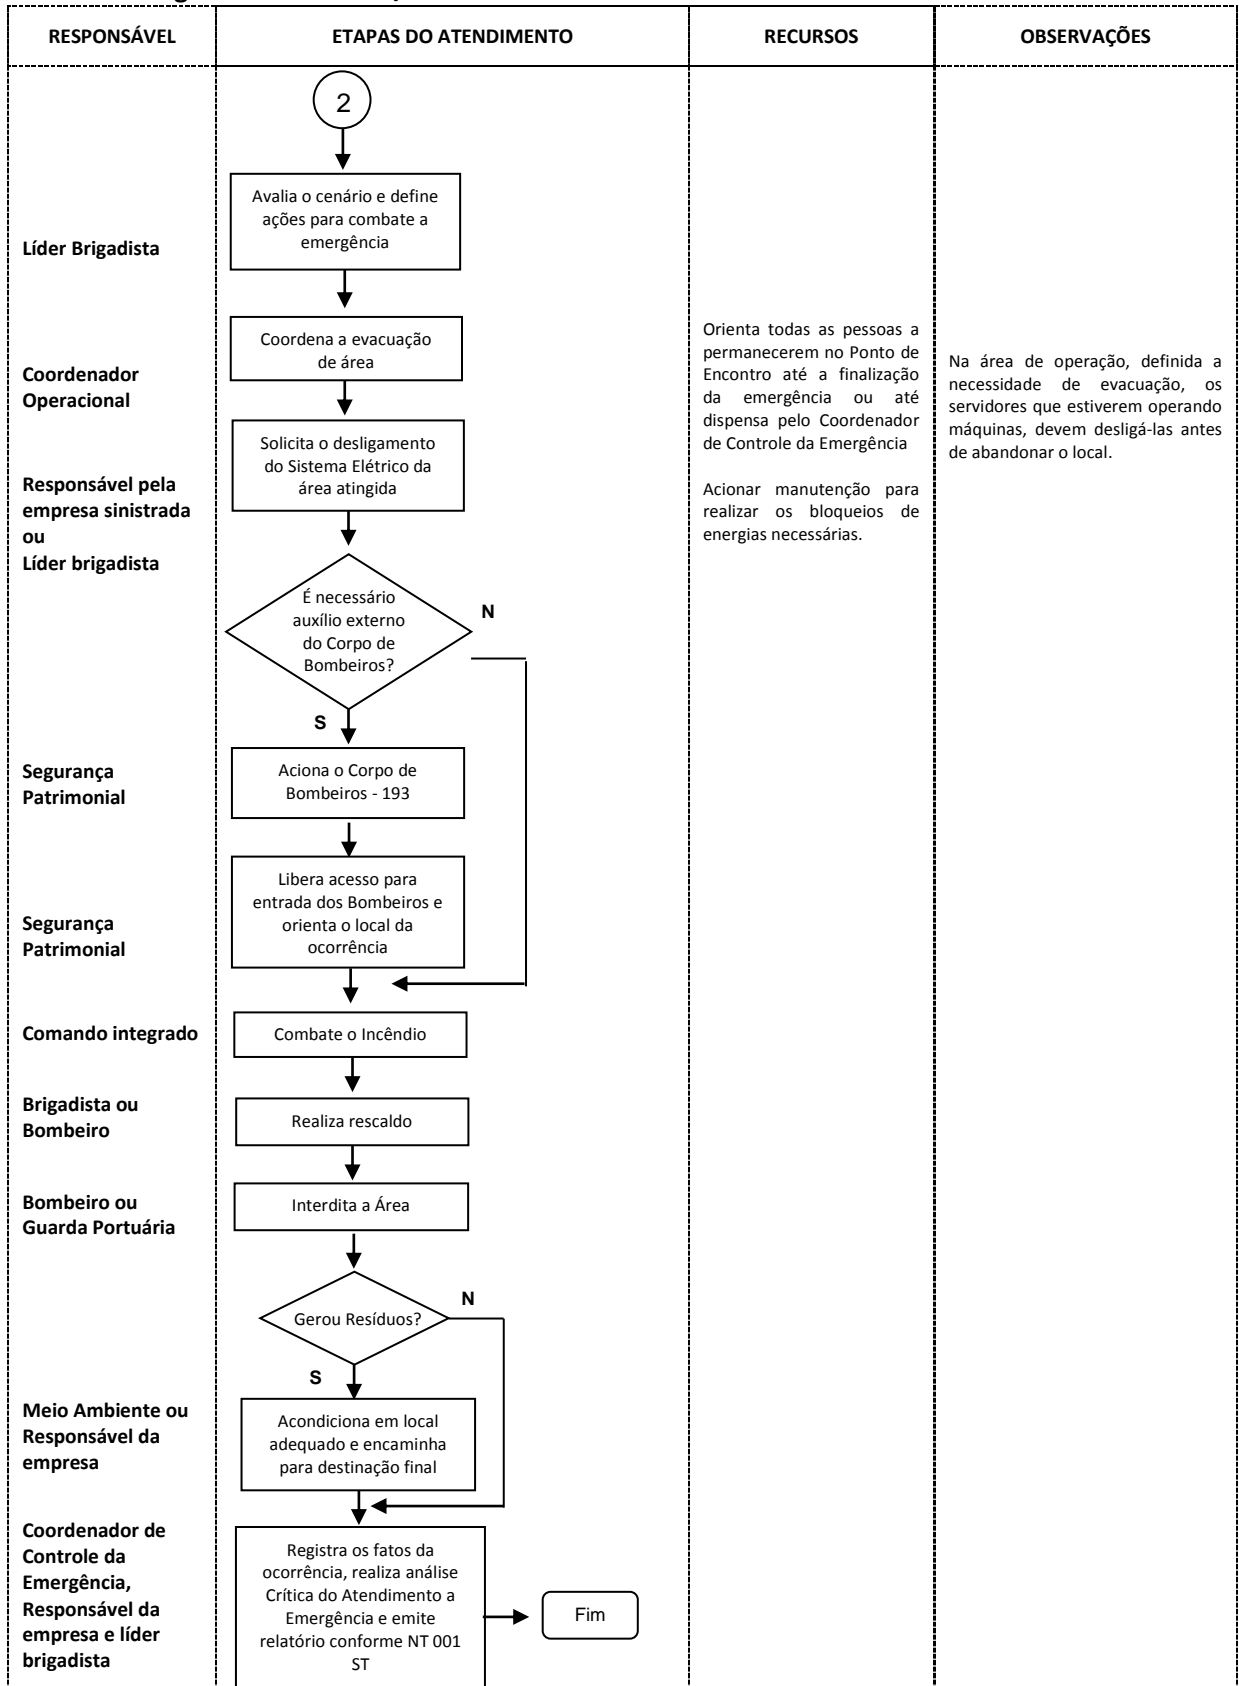 RESPONSÁVEL
ETAPAS DO ATENDIMENTO
RECURSOS
OBSERVAÇÕES
2
Líder Brigadista
Avalia o cenário e define
ações para combate a
emergência
Coordenador
Operacional
Coordena a evacuação
de área
Orienta todas as pessoas a
permanecerem no Ponto de
Encontro até a finalização
da emergência ou até
dispensa pelo Coordenador
de Controle da Emergência
Na área de operação, definida a
necessidade de evacuação, os
servidores que estiverem operando
máquinas, devem desligá-las antes
de abandonar o local.
Responsável pela
empresa sinistrada
ou
Líder brigadista
Solicita o desligamento
do Sistema Elétrico da
área atingida
Acionar manutenção para
realizar os bloqueios de
energias necessárias.
É necessário
auxílio externo
do Corpo de
Bombeiros?
N
S
Segurança
Patrimonial
Aciona o Corpo de
Bombeiros - 193
Segurança
Patrimonial
Libera acesso para
entrada dos Bombeiros e
orienta o local da
ocorrência
Comando integrado
Combate o Incêndio
Brigadista ou
Bombeiro
Realiza rescaldo
Bombeiro ou
Guarda Portuária
Interdita a Área
Gerou Resíduos?
N
S
Meio Ambiente ou
Responsável da
empresa
Acondiciona em local
adequado e encaminha
para destinação final
Coordenador de
Controle da
Emergência,
Responsável da
empresa e líder
brigadista
Registra os fatos da
ocorrência, realiza análise
Crítica do Atendimento a
Emergência e emite
relatório conforme NT 001
ST
Fim